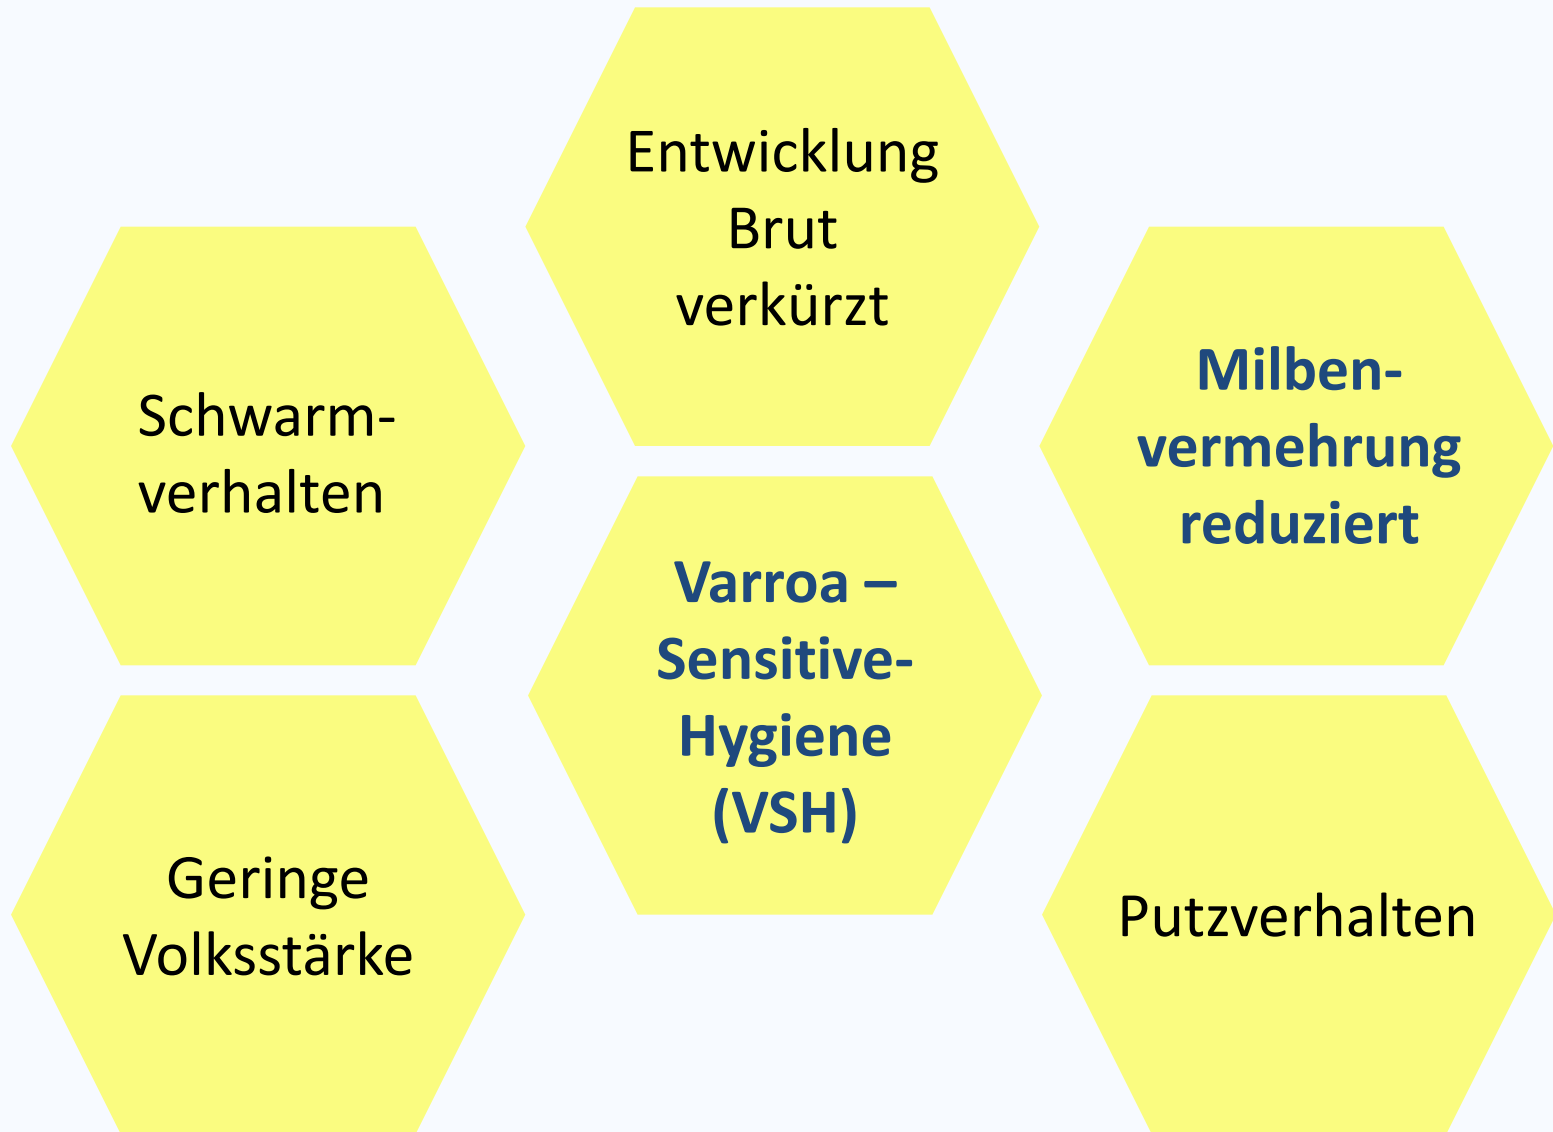 Entwicklung
Brut
verkürzt
Schwarm-
verhalten
Milben-
vermehrung
reduziert
Varroa –
Sensitive-
Hygiene
(VSH)
Geringe
Volksstärke
Putzverhalten